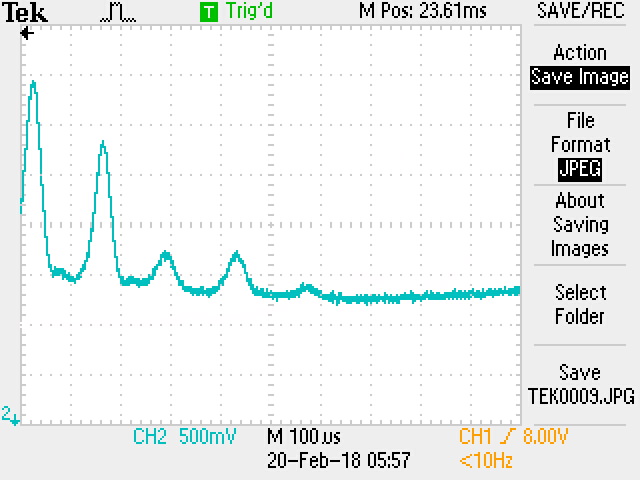 Tek T Trig'd M Pos: 23.61ms SAVE/REC
Action
Save Image
File
Format
JPEG
About
Saving
Images
Select
Folder
Save
TEK0009.JPG
2
CH2 500mV M 100µs CH1 8.00V
20-Feb-18 05:57 <10Hz